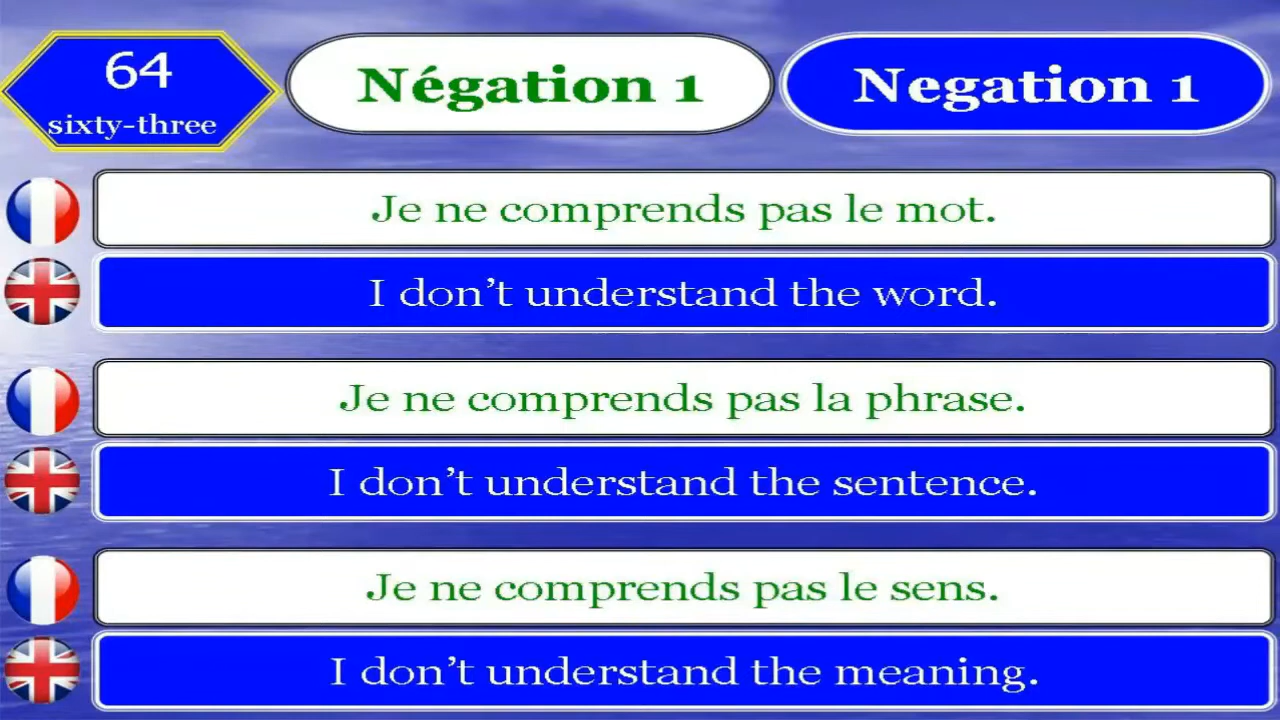 64
sixty-three
Négation 1
Negation 1
Je ne comprends pas le mot.
I don’t understand the word.
Je ne comprends pas la phrase.
I don’t understand the sentence.
Je ne comprends pas le sens.
I don’t understand the meaning.